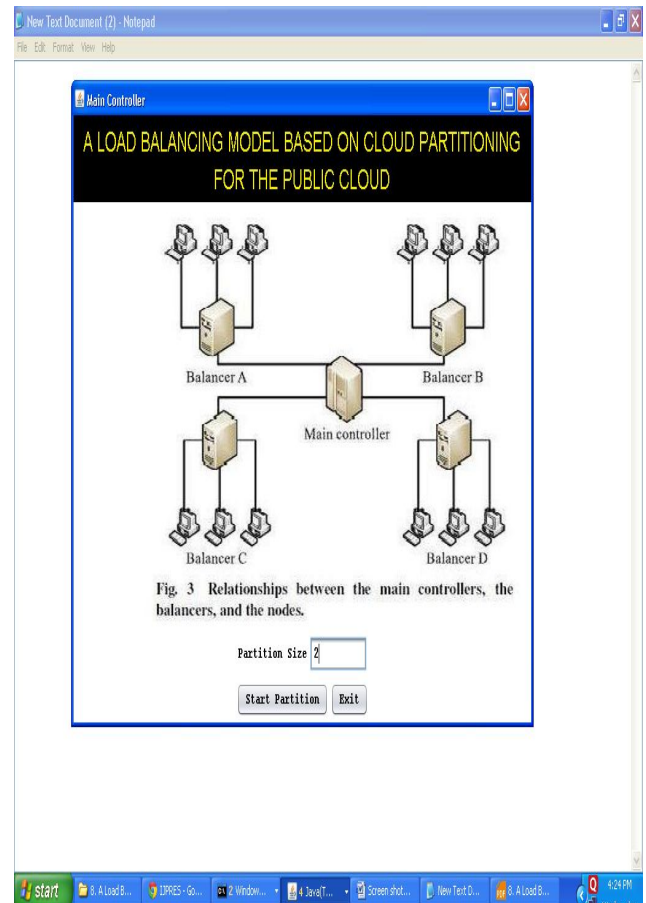 New Text Document (2) - Notepad
File Edit Format View Help
Main Controller
A LOAD BALANCING MODEL BASED ON CLOUD PARTITIONING
FOR THE PUBLIC CLOUD
Balancer A
Balancer B
Main controller
Balancer C
Balancer D
Fig. 3 Relationships between the main controllers, the
balancers, and the nodes.
Partition Size 2
Start Partition Exit
start 8. A Load B... IJPRES - Go... 2 Window... 4 Java(T... Screen shot... New Text D... 8. A Load B... 4:24 PM